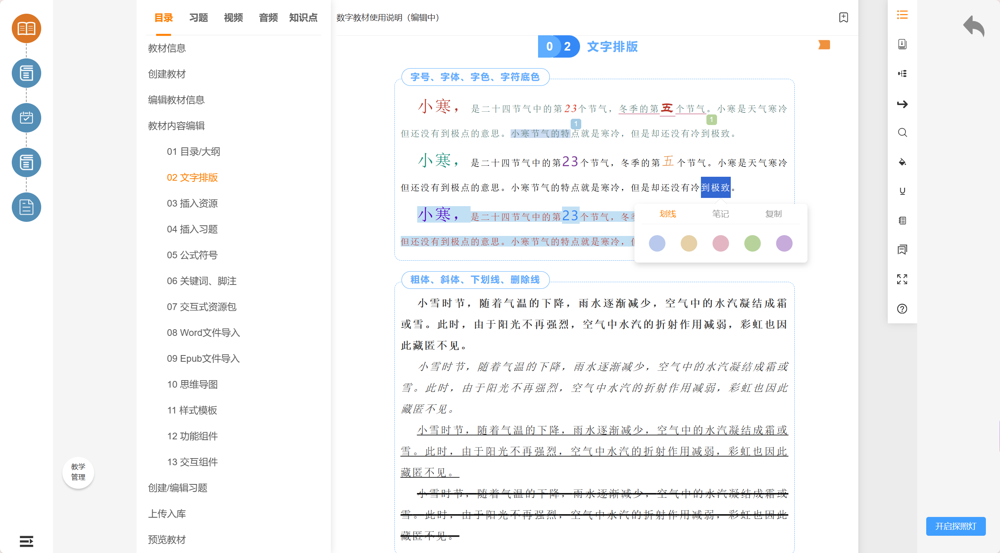 目录 习题 视频 音频 知识点
教材信息
创建教材
编辑教材信息
教材内容编辑
01 目录/大纲
02 文字排版
03 插入资源
04 插入习题
05 公式符号
06 关键词、脚注
07 交互式资源包
08 Word文件导入
09 Epub文件导入
10 思维导图
11 样式模板
12 功能组件
13 交互组件
创建/编辑习题
上传入库
预览教材
教学
管理
数字教材使用说明（编辑中）
02 文字排版
字号、字体、字色、字符底色
小寒，是二十四节气中的第23个节气，冬季的第五个节气。小寒是天气寒冷
1
1
但还没有到极点的意思。小寒节气的特点就是寒冷，但是却还没有冷到极致。
小寒，是二十四节气中的第23个节气，冬季的第五个节气。小寒是天气寒冷
但还没有到极点的意思。小寒节气的特点就是寒冷，但是却还没有冷到极致。
小寒，是二十四节气中的第23个节气，冬季
但还没有到极点的意思。小寒节气的特点就是寒冷，但
划线 笔记 复制
粗体、斜体、下划线、删除线
小雪时节，随着气温的下降，雨水逐渐减少，空气中的水汽凝结成霜
或雪。此时，由于阳光不再强烈，空气中水汽的折射作用减弱，彩虹也因
此藏匿不见。
小雪时节，随着气温的下降，雨水逐渐减少，空气中的水汽凝结成霜或
雪。此时，由于阳光不再强烈，空气中水汽的折射作用减弱，彩虹也因此
藏匿不见。
小雪时节，随着气温的下降，雨水逐渐减少，空气中的水汽凝结成霜或
雪。此时，由于阳光不再强烈，空气中水汽的折射作用减弱，彩虹也因此
藏匿不见。
小雪时节，随着气温的下降，雨水逐渐减少，空气中的水汽凝结成霜或
雪。此时，由于阳光不再强烈，空气中水汽的折射作用减弱，彩虹也因此
藏匿不见。
开启探照灯